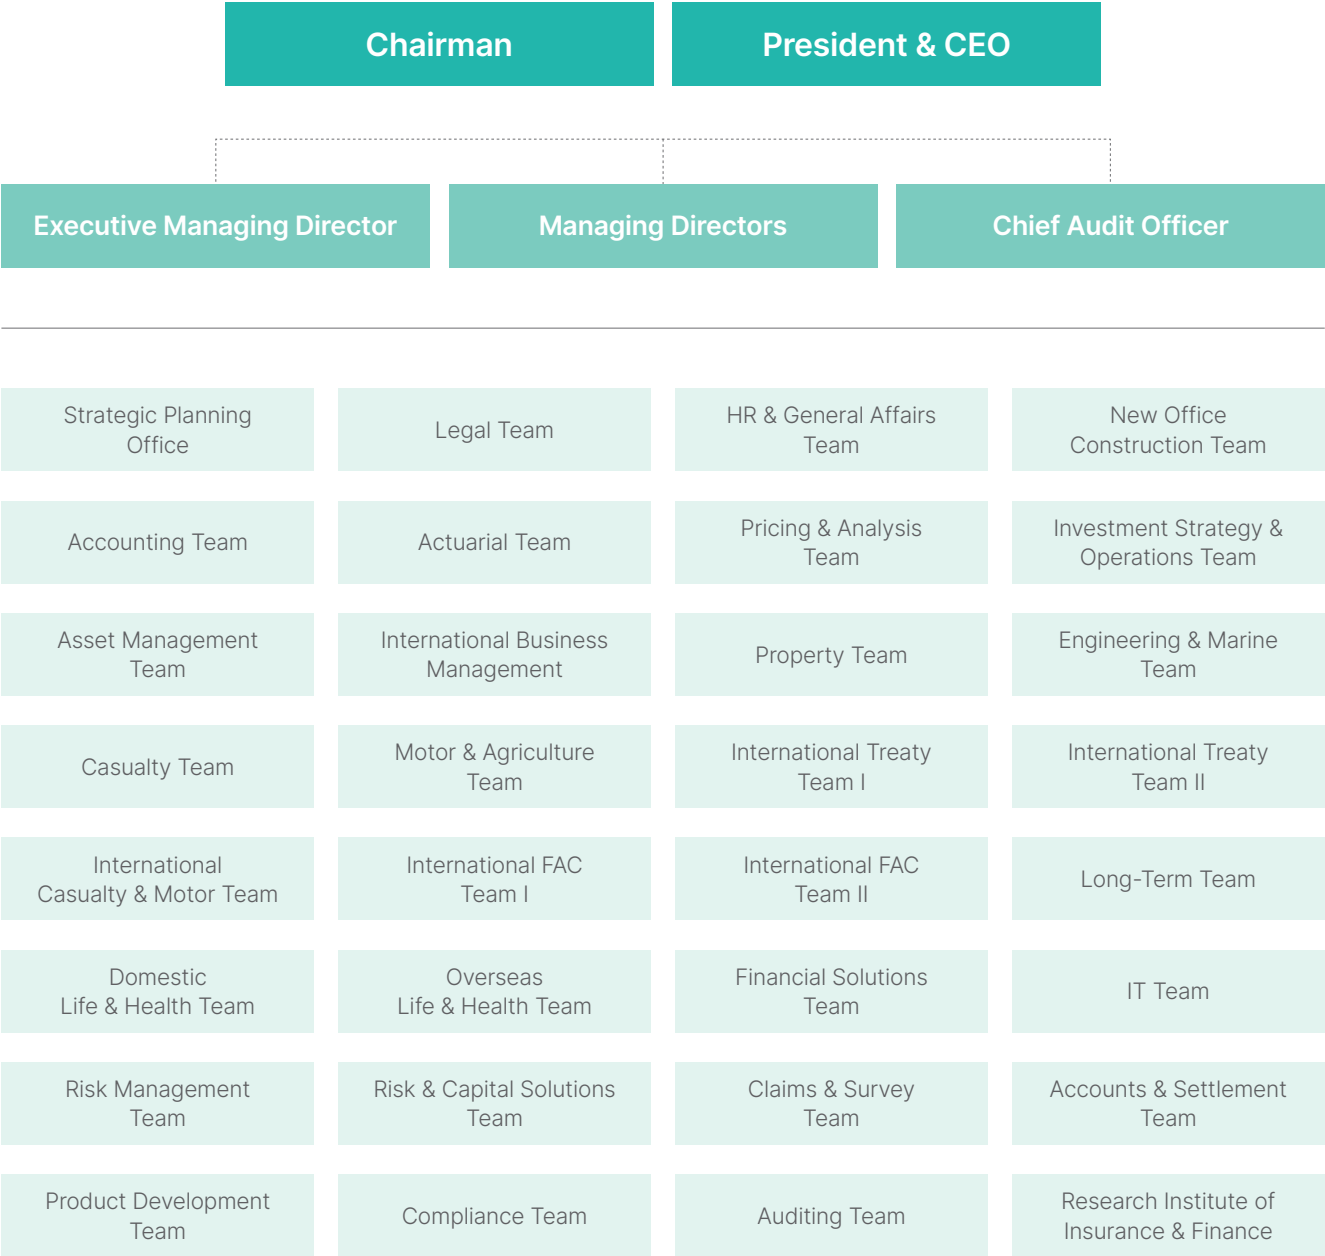 Chairman
President & CEO
Executive Managing Director
Managing Directors
Chief Audit Officer
Strategic Planning
Office
Legal Team
HR & General Affairs
Team
New Office
Construction Team
Accounting Team
Actuarial Team
Pricing & Analysis
Team
Investment Strategy &
Operations Team
Asset Management
Team
International Business
Management
Property Team
Engineering & Marine
Team
Casualty Team
Motor & Agriculture
Team
International Treaty
Team I
International Treaty
Team II
International
Casualty & Motor Team
International FAC
Team I
International FAC
Team II
Long-Term Team
Domestic
Life & Health Team
Overseas
Life & Health Team
Financial Solutions
Team
IT Team
Risk Management
Team
Risk & Capital Solutions
Team
Claims & Survey
Team
Accounts & Settlement
Team
Product Development
Team
Compliance Team
Auditing Team
Research Institute of
Insurance & Finance